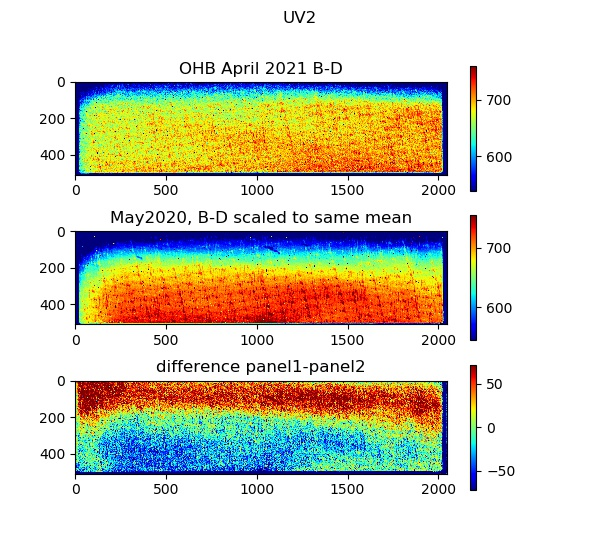 UV2
OHB April 2021 B-D
0
200
400
0 500 1000 1500 2000
700
600
May2020, B-D scaled to same mean
0
200
400
0 500 1000 1500 2000
700
600
difference panel1-panel2
0
200
400
0 500 1000 1500 2000
50
0
−50